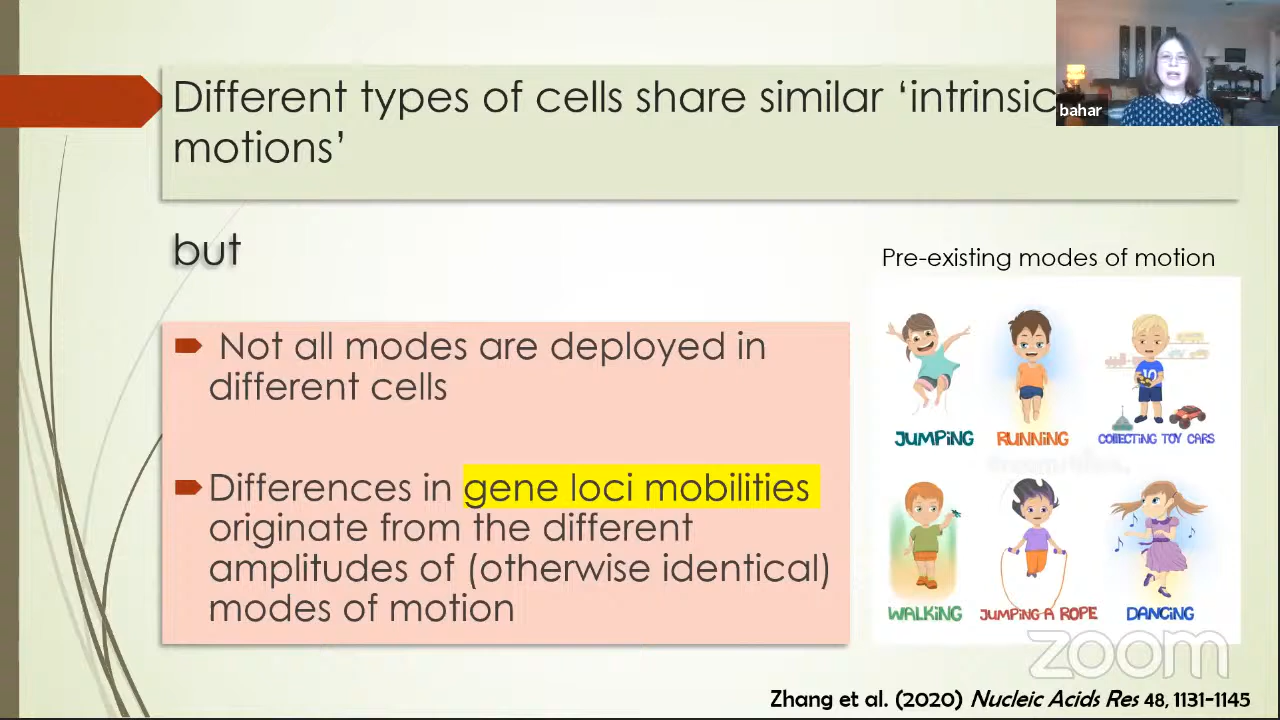 Different types of cells share similar ‘intrinsic
motions’
bahar
but
Pre-existing modes of motion
Not all modes are deployed in
different cells
Differences in gene loci mobilities
originate from the different
amplitudes of (otherwise identical)
modes of motion
JUMPING
RUNNING
COLLECTING TOY CARS
10
WALKING
JUMPING A ROPE
DANCING
zoom
Zhang et al. (2020) Nucleic Acids Res 48, 1131-1145